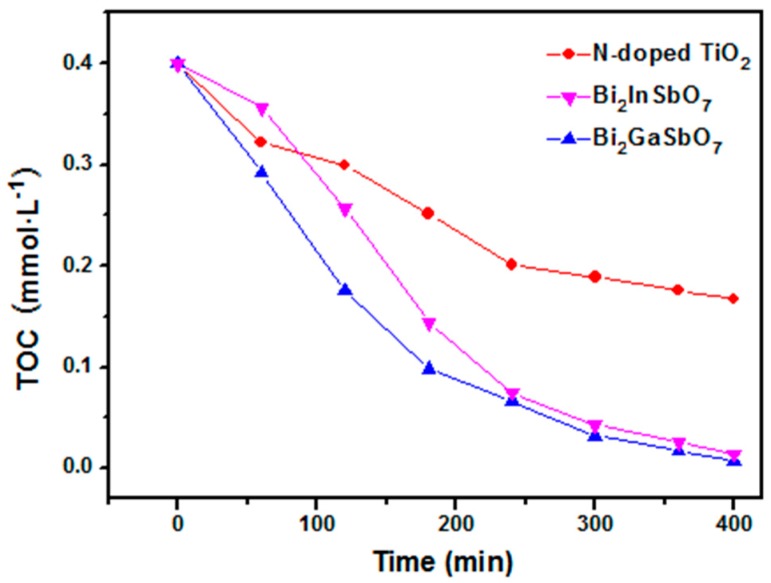 N-doped TiO₂
Bi₂InSbO₇
Bi₂GaSbO₇
TOC (mmol·L⁻¹)
0.4
0.3
0.2
0.1
0.0
0 100 200 300 400
Time (min)